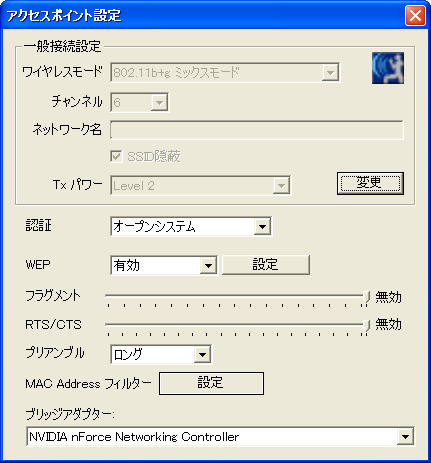 アクセスポイント設定
一般接続設定
ワイヤレスモード 802.11b+g ミックスモード
チャンネル 6
ネットワーク名
SSID隠蔽
Tx パワー Level 2 変更
認証 オープンシステム
WEP 有効 設定
フラグメント 無効
RTS/CTS 無効
プリアンブル ロング
MAC Address フィルター 設定
ブリッジアダプター:
NVIDIA nForce Networking Controller